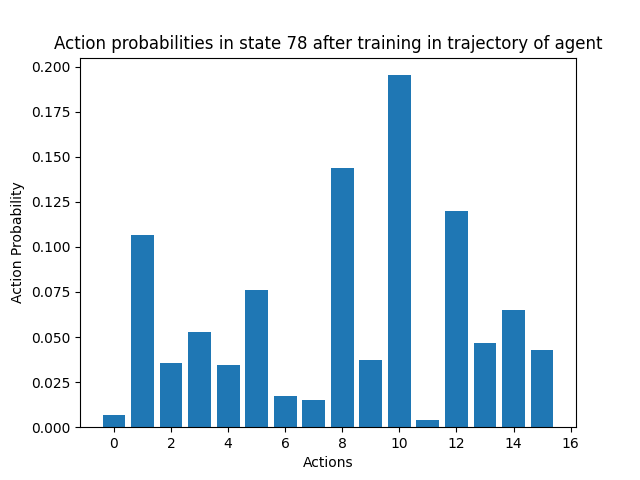 Action probabilities in state 78 after training in trajectory of agent
0.200
0.175
0.150
0.125
0.100
0.075
0.050
0.025
0.000
Action Probability
0 2 4 6 8 10 12 14 16
Actions